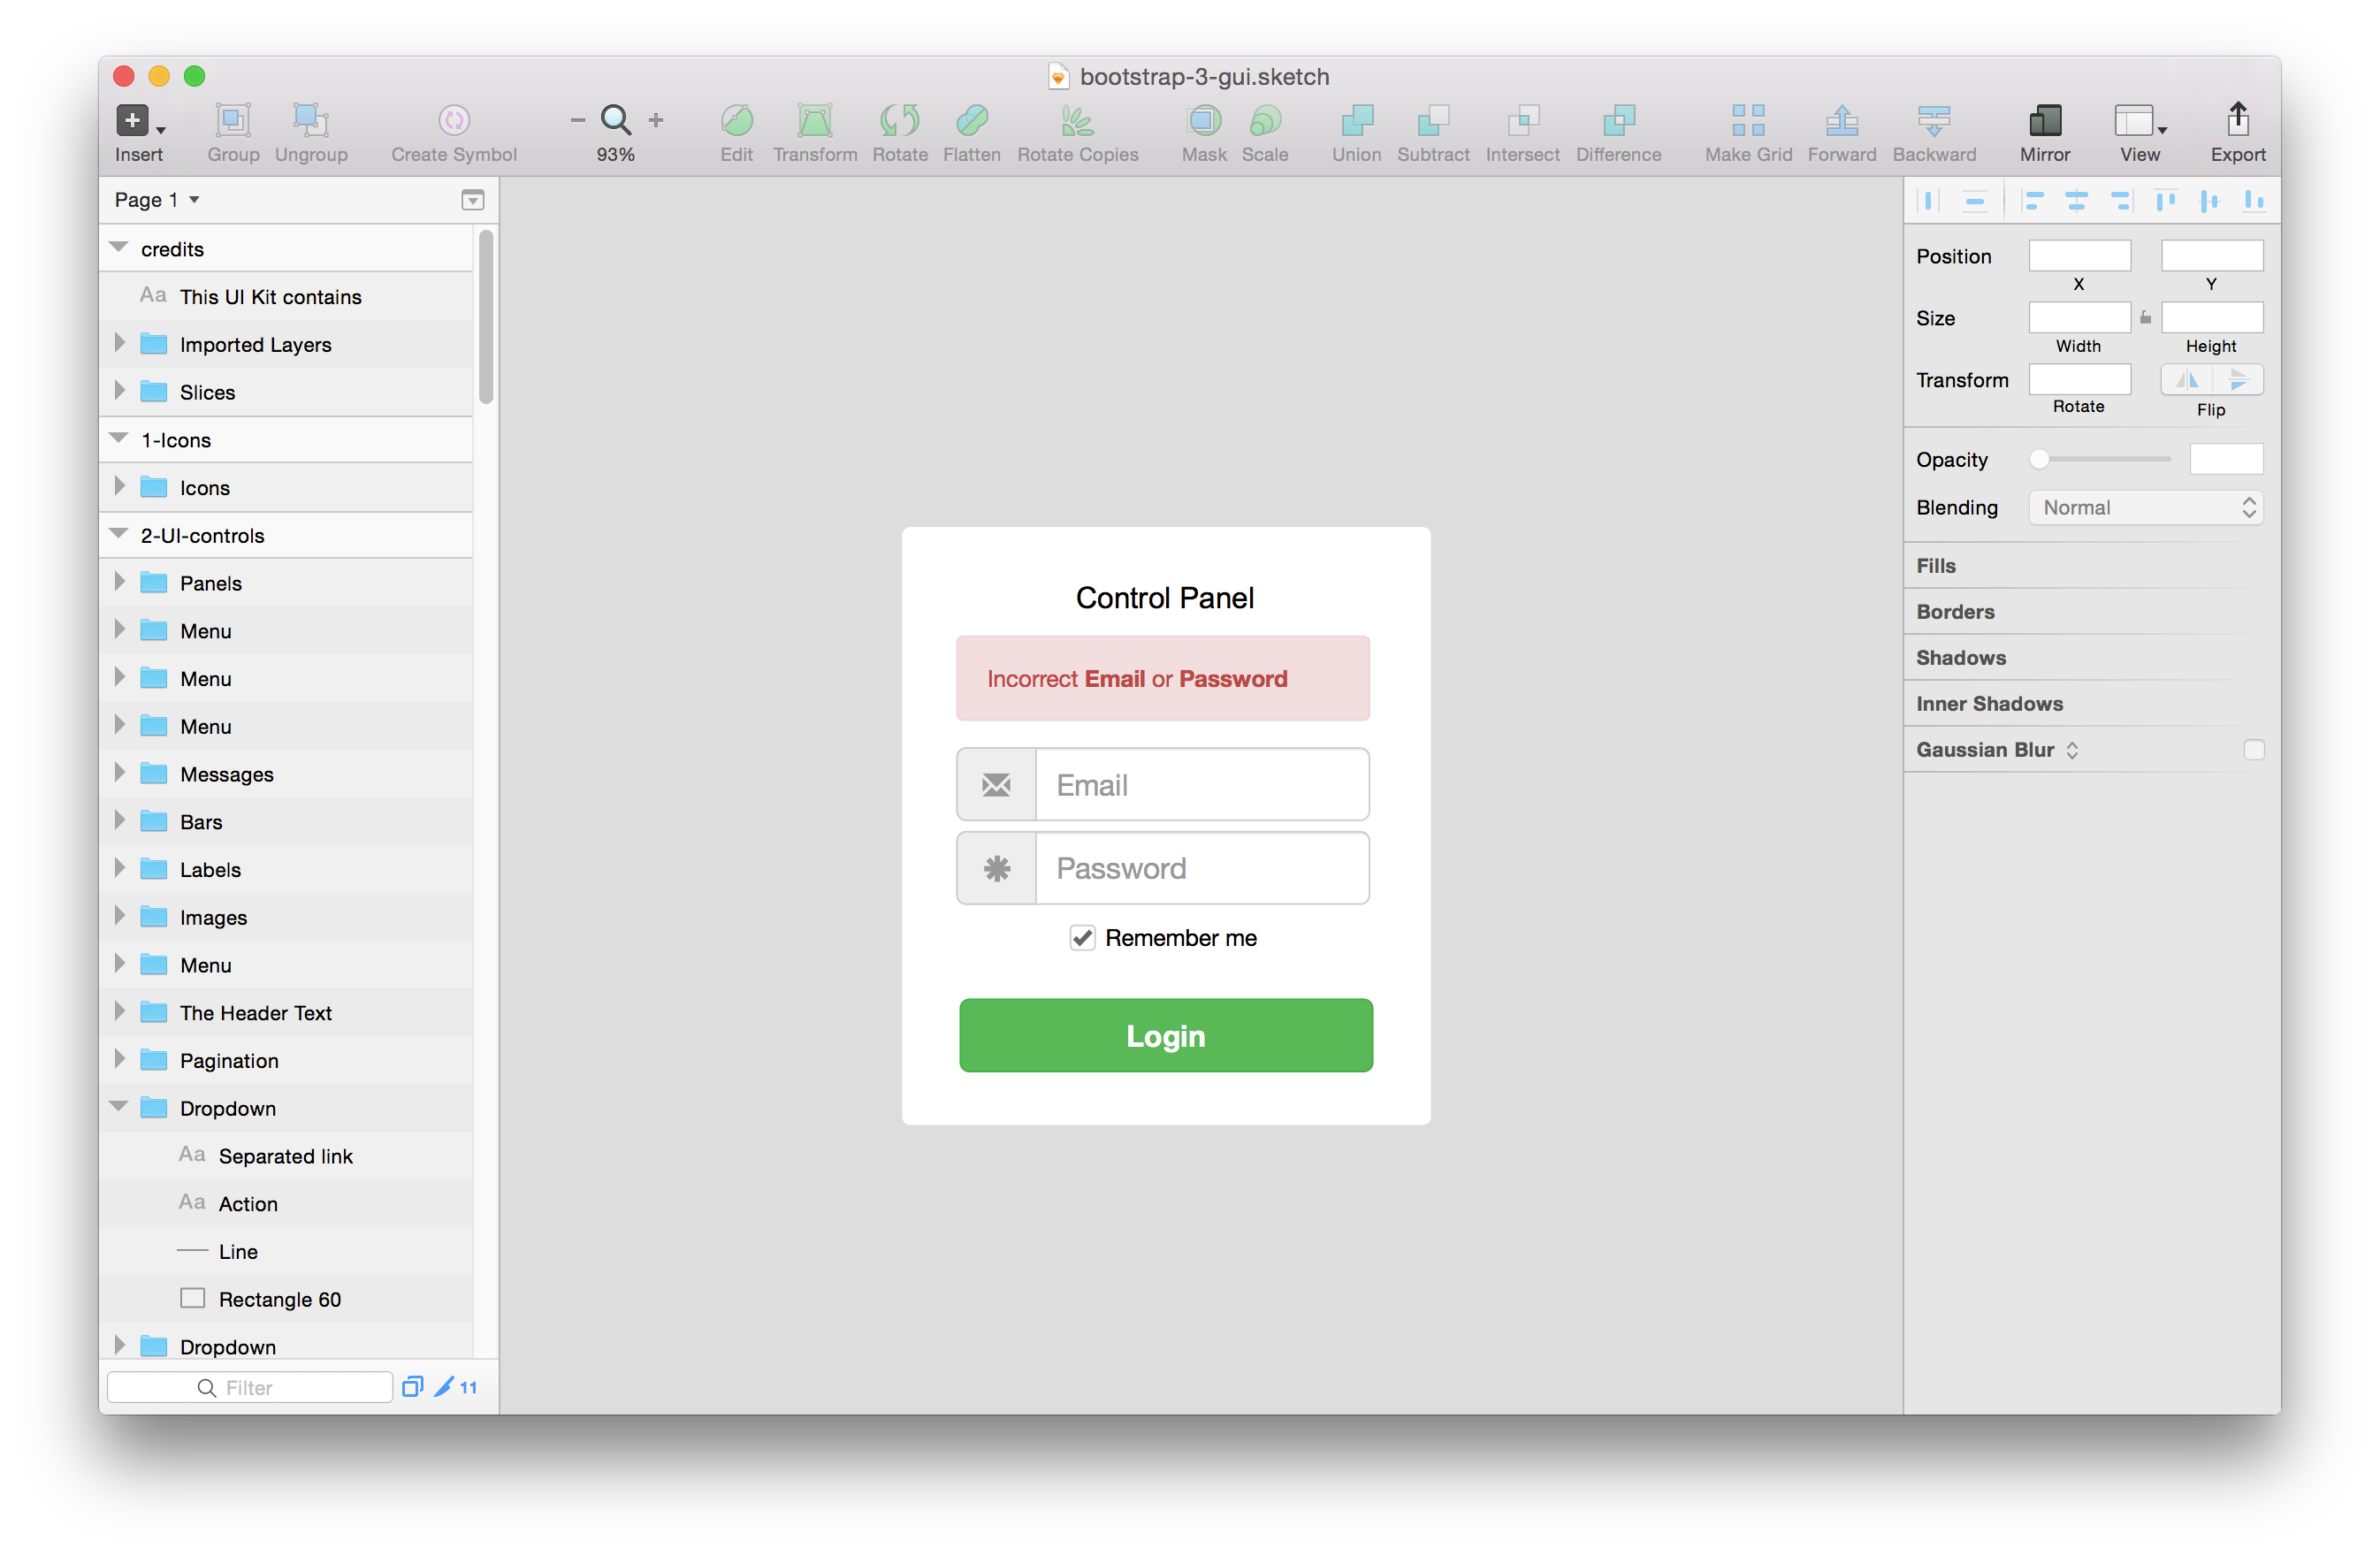 bootstrap-3-gui.sketch
Insert Group Ungroup Create Symbol 93% Edit Transform Rotate Flatten Rotate Copies Mask Scale Union Subtract Intersect Difference Make Grid Forward Backward Mirror View Export
Page 1
credits
Aa This UI Kit contains
Imported Layers
Slices
1-Icons
Icons
2-UI-controls
Panels
Menu
Menu
Menu
Messages
Bars
Labels
Images
Menu
The Header Text
Pagination
Dropdown
Aa Separated link
Aa Action
Line
Rectangle 60
Dropdown
Filter 11
Control Panel
Incorrect Email or Password
Email
Password
Remember me
Login
Position
X Y
Size
Width Height
Transform
Rotate Flip
Opacity
Blending Normal
Fills
Borders
Shadows
Inner Shadows
Gaussian Blur